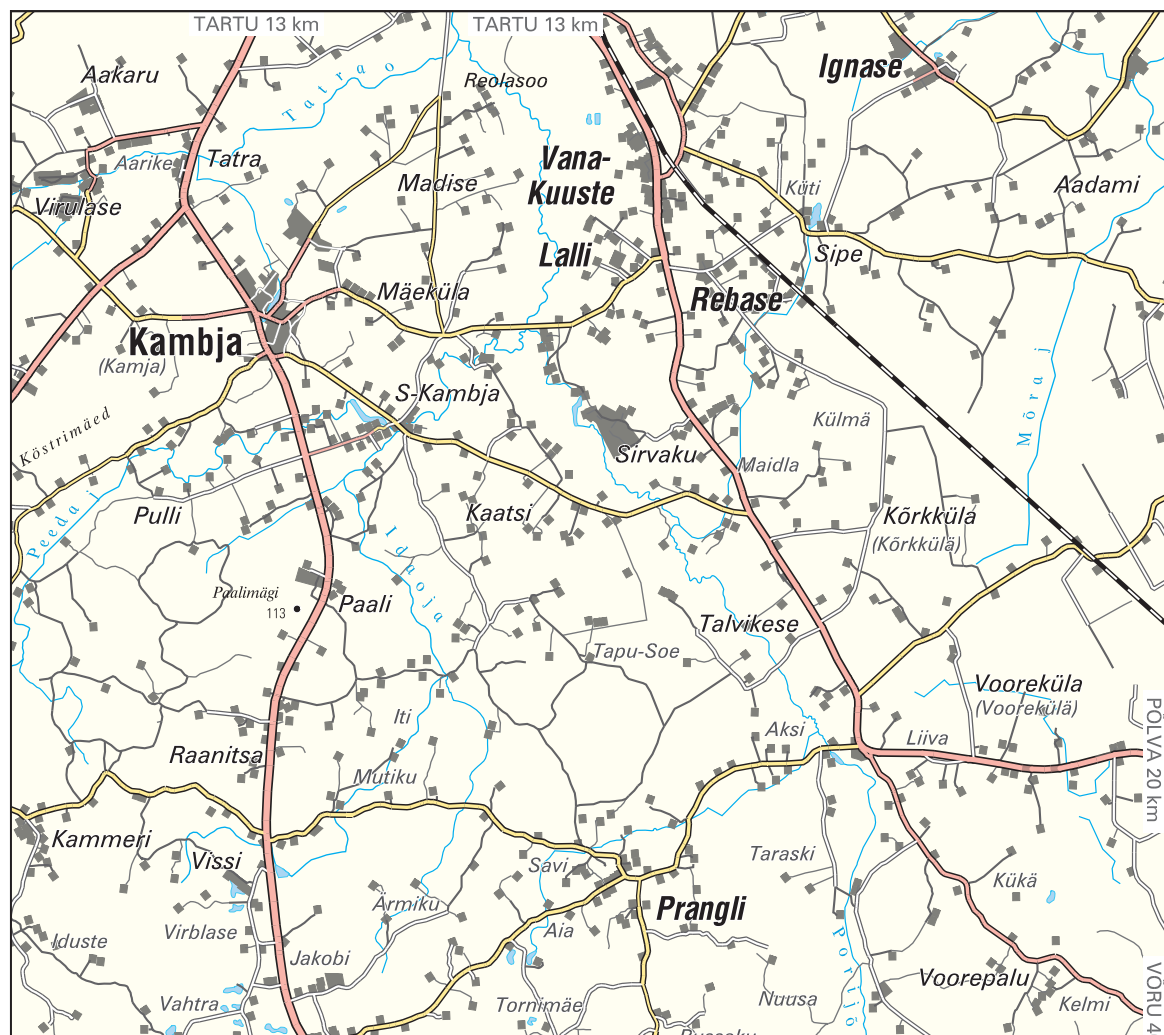 TARTU 13 km
TARTU 13 km
Ignase
Aakaru
Reolasoo
Tatra o
Aarike
Tatra
Vana-
Kuuste
Madise
Küti
Aadami
Virulase
Lalli
Sipe
Mäeküla
Rebase
Kambja
(Kamja)
Mõra j
S-Kambja
Külmä
Köstrimäed
Sirvaku
Maidla
Pulli
Kaatsi
Kõrkküla
(Kõrkkülä)
Peeda j
Idaoja
Paalimägi
113
Paali
Talvikese
Tapu-Soe
Vooreküla
(Voorekülä)
Iti
Aksi
Liiva
PÕLVA 20 km
Raanitsa
Mutiku
Kammeri
Vissi
Savi
Taraski
Kükä
Ärmiku
Prangli
Virblase
Aia
Iduste
Jakobi
Voorepalu
Vahtra
Tornimäe
Nuusa
Kelmi